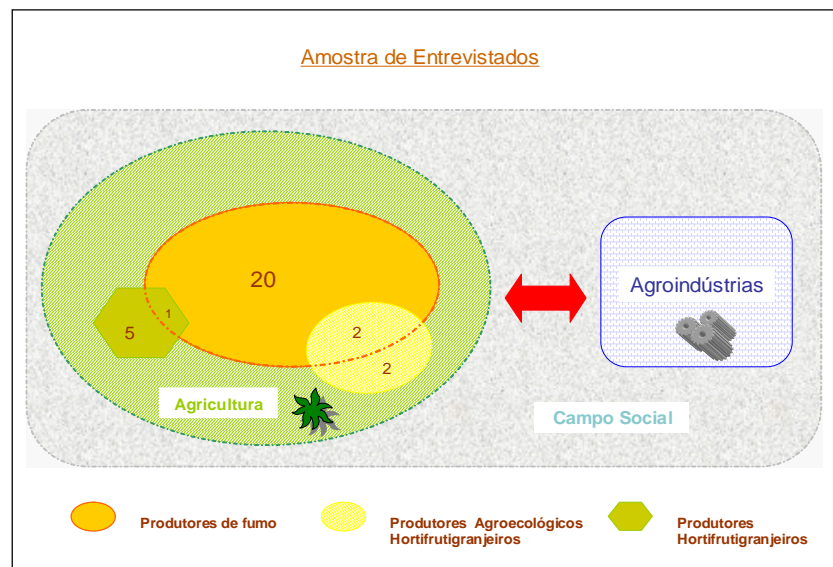 Amostra de Entrevistados
20
Agroindústrias
1
5
2
2
Agricultura
Campo Social
Produtores de fumo
Produtores Agroecológicos
Hortifrutigranjeiros
Produtores
Hortifrutigranjeiros